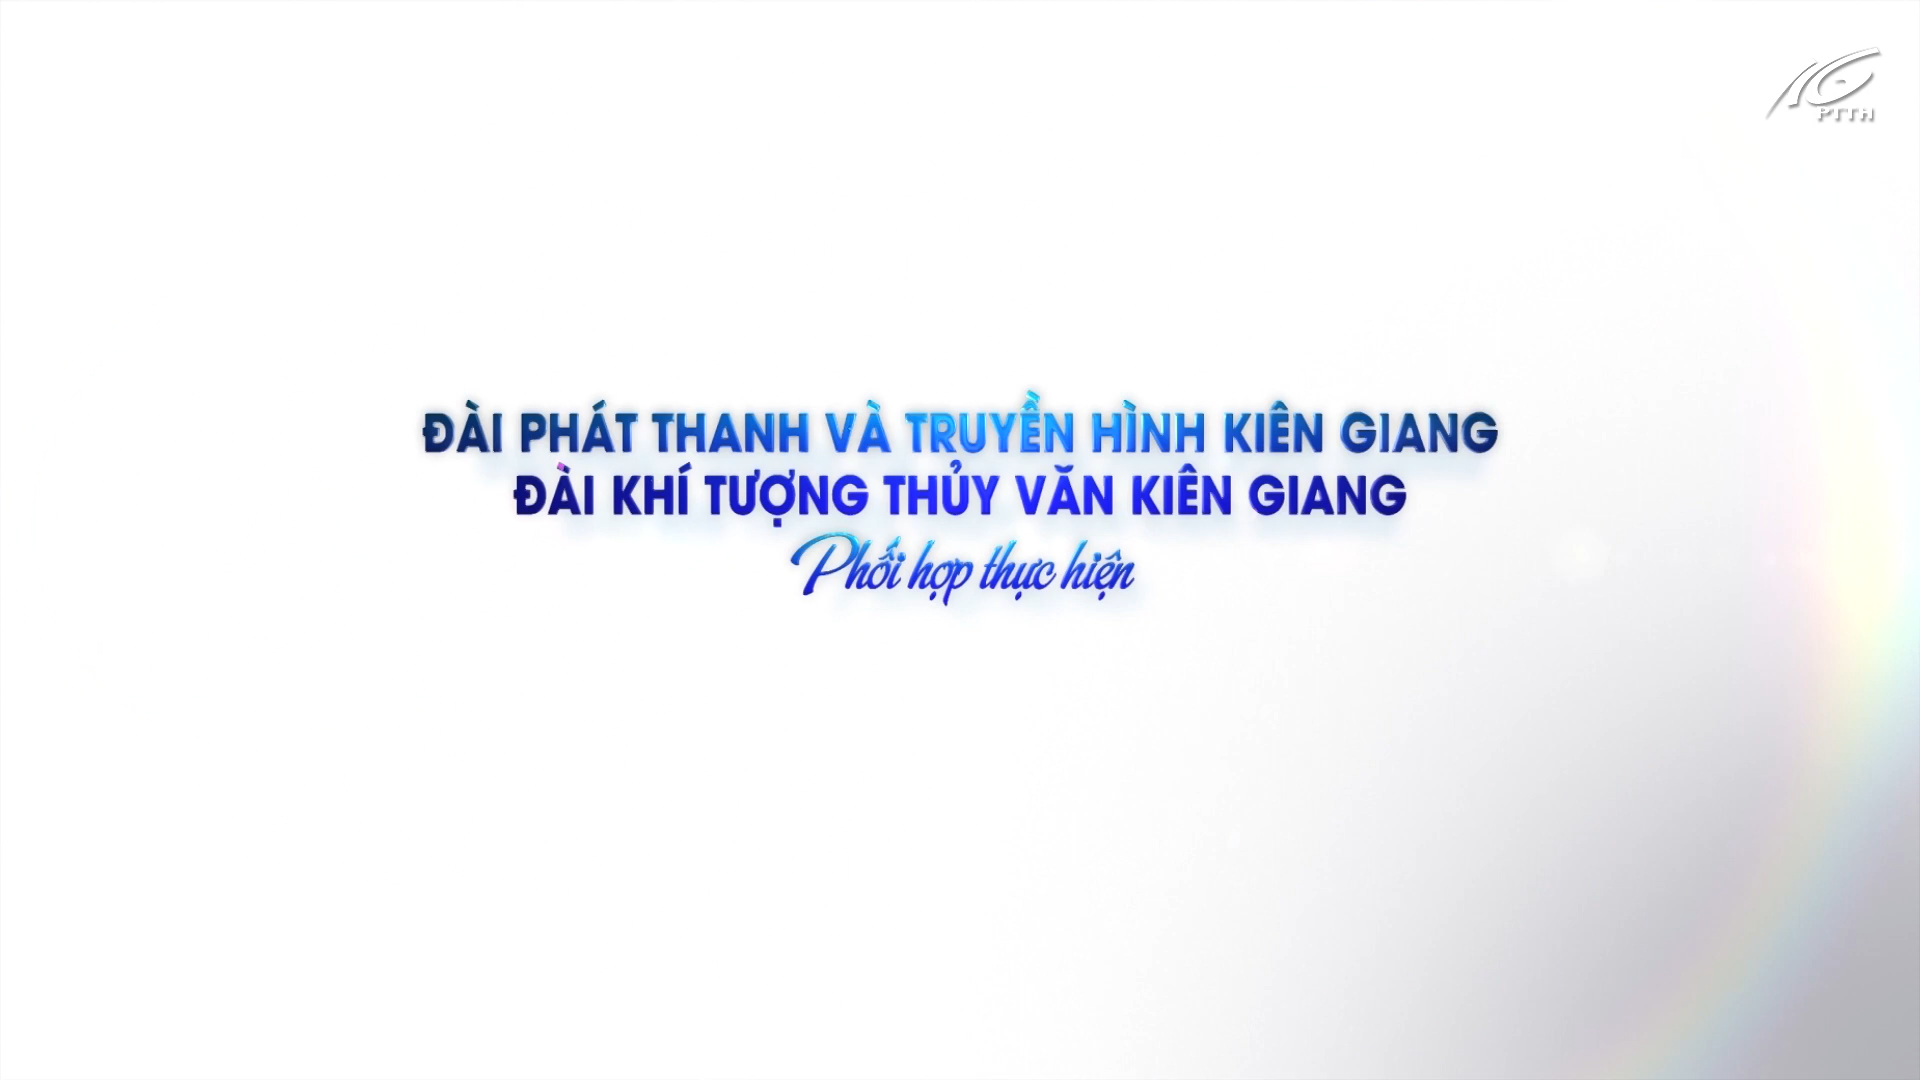 PTTH
ĐÀI PHÁT THANH VÀ TRUYỀN HÌNH KIÊN GIANG
ĐÀI KHÍ TƯỢNG THỦY VĂN KIÊN GIANG
Phối hợp thực hiện